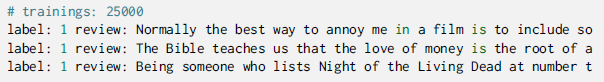 # trainings: 25000
label: 1 review: Normally the best way to annoy me in a film is to include so
label: 1 review: The Bible teaches us that the love of money is the root of a
label: 1 review: Being someone who lists Night of the Living Dead at number t